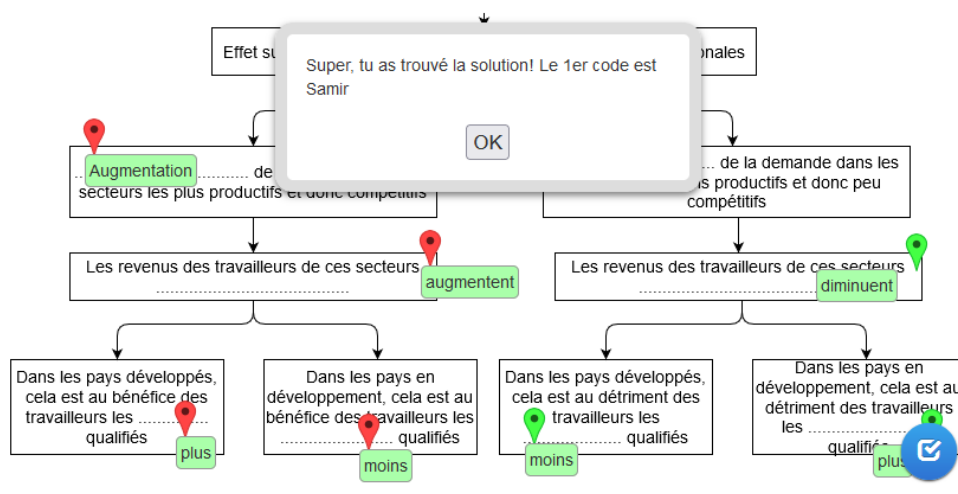 Effet su
onales
Super, tu as trouvé la solution! Le 1er code est
Samir
OK
Augmentation
de
secteurs les plus productifs et donc compétitifs
... de la demande dans les
productifs et donc peu
compétitifs
Les revenus des travailleurs de ces secteurs
augmentent
Les revenus des travailleurs de ces secteurs
diminuent
Dans les pays développés,
cela est au bénéfice des
travailleurs les ..............
qualifiés
plus
Dans les pays en
développement, cela est au
bénéfice des travailleurs les
...................... qualifiés
moins
Dans les pays développés,
cela est au détriment des
travailleurs les
.................... qualifiés
moins
Dans les pays en
développement, cela est au
détriment des travailleurs
les ....................
qualifiés
plus